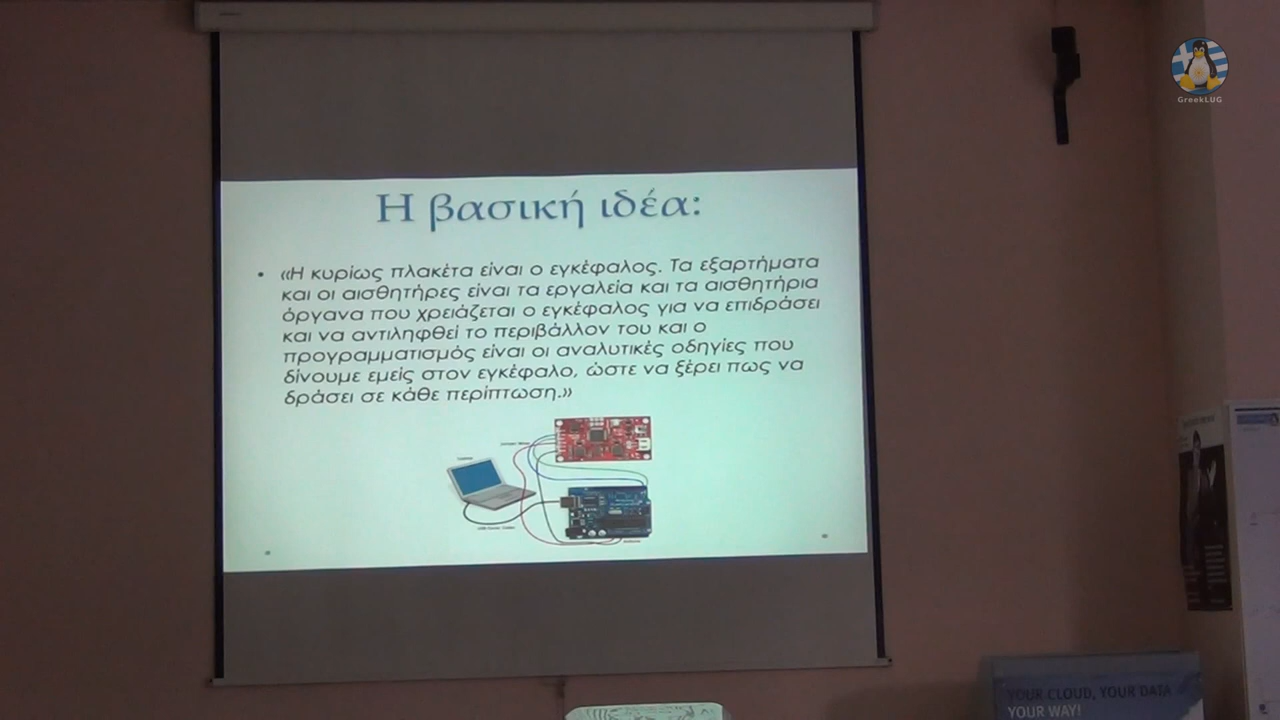 GreekLUG
Η βασική ιδέα:
• «Η κυρίως πλακέτα είναι ο εγκέφαλος. Τα εξαρτήματα
και οι αισθητήρες είναι τα εργαλεία και τα αισθητήρια
όργανα που χρειάζεται ο εγκέφαλος για να επιδράσει
και να αντιληφθεί το περιβάλλον του και ο
προγραμματισμός είναι οι αναλυτικές οδηγίες που
δίνουμε εμείς στον εγκέφαλο, ώστε να ξέρει πως να
δράσει σε κάθε περίπτωση.»
YOUR CLOUD, YOUR DATA
YOUR WAY!